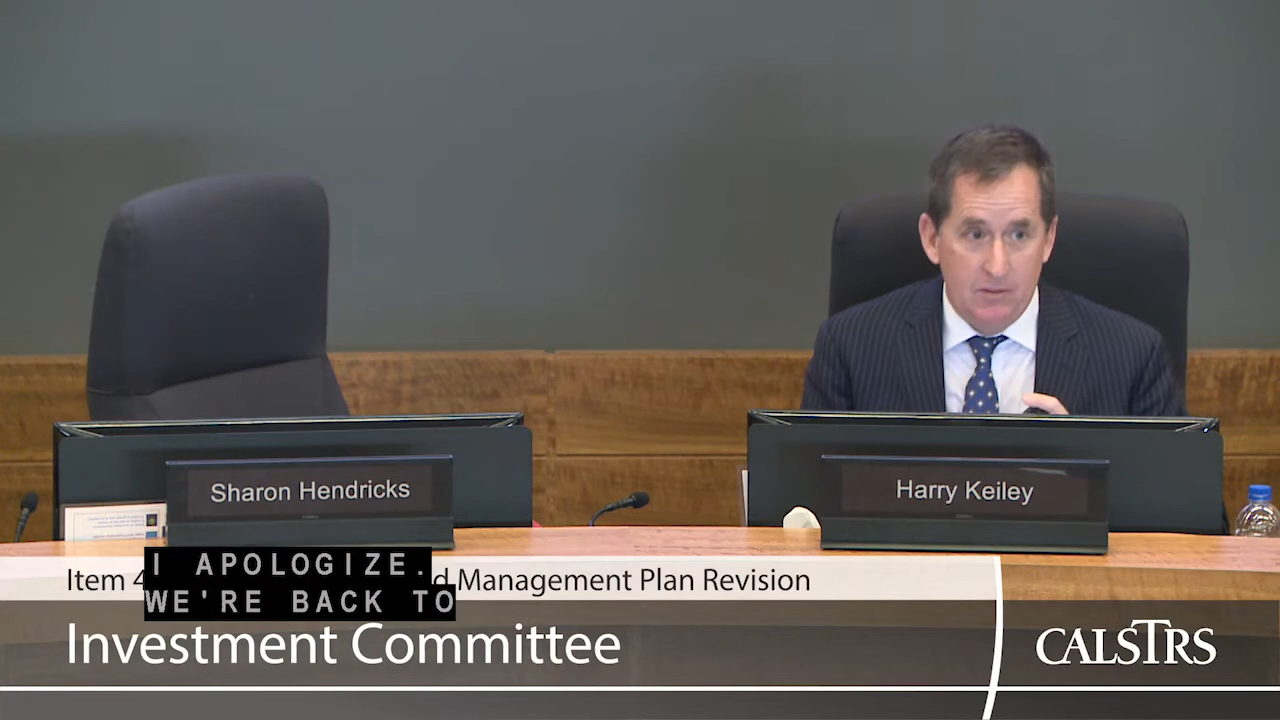 Sharon Hendricks
Harry Keiley
I APOLOGIZE.
WE'RE BACK TO
Item 4
d Management Plan Revision
Investment Committee
CALSTRS